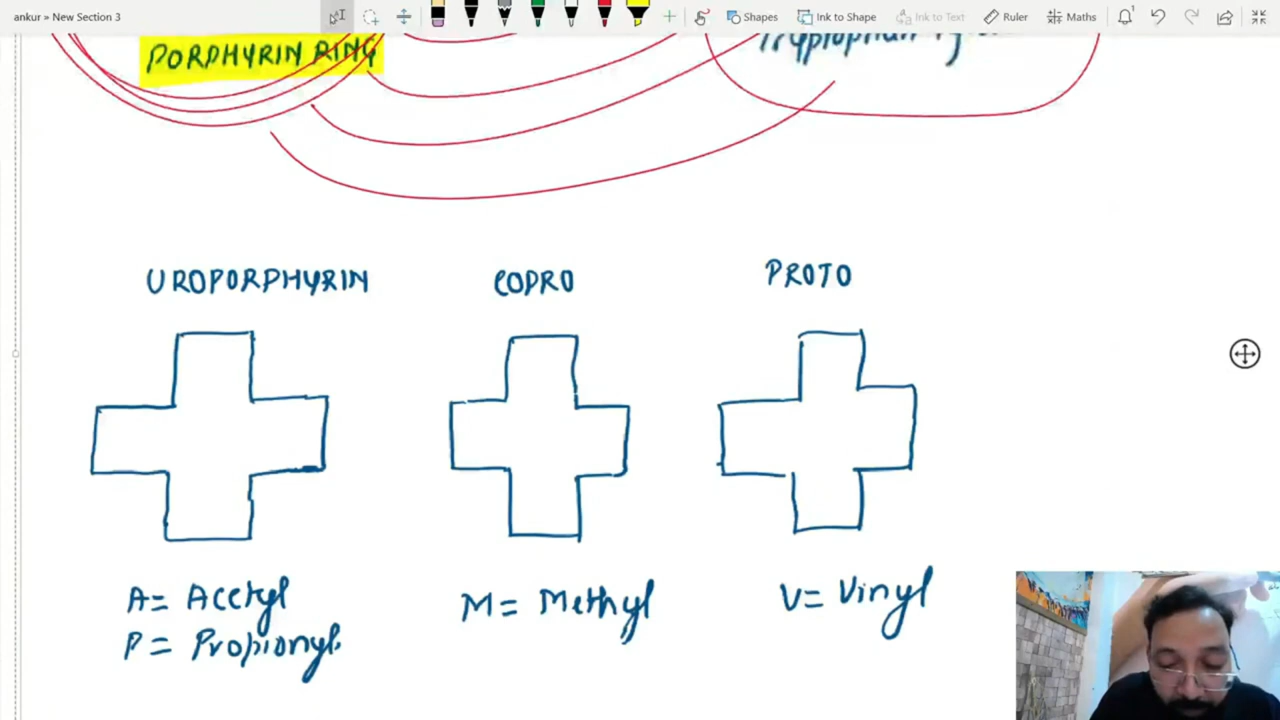 ankur » New Section 3
Shapes
Ink to Shape
Ink to Text
Ruler
Maths
PORPHYRIN RING
UROPORPHYRIN
COPRO
PROTO
A = Acetyl
P = Propionyl
M = Methyl
V = Vinyl